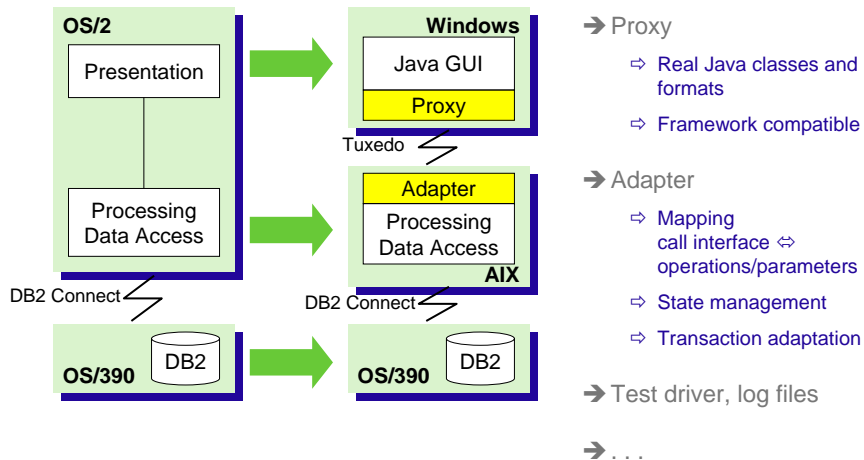 OS/2
Presentation
Processing
Data Access
DB2 Connect
OS/390
DB2
Windows
Java GUI
Proxy
Tuxedo
Adapter
Processing
Data Access
AIX
DB2 Connect
OS/390
DB2
➔ Proxy
⇨ Real Java classes and
formats
⇨ Framework compatible
➔ Adapter
⇨ Mapping
call interface ⇔
operations/parameters
⇨ State management
⇨ Transaction adaptation
➔ Test driver, log files
➔ . . .